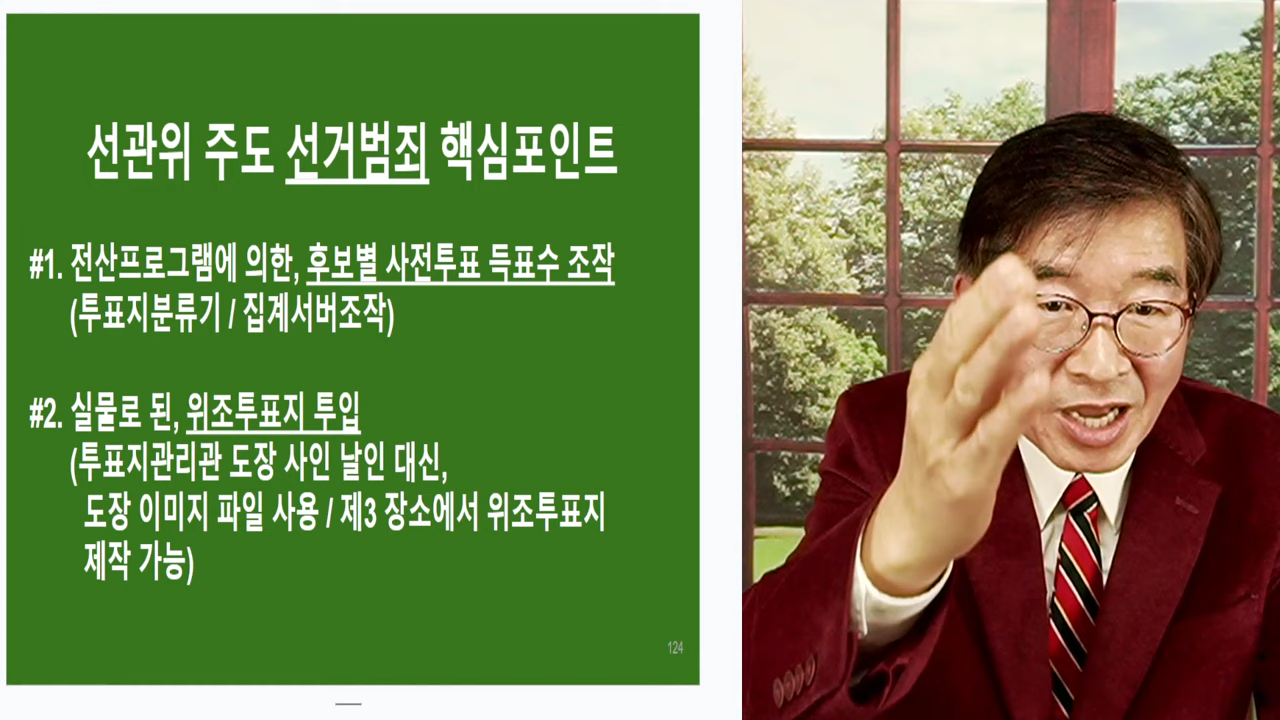 선관위 주도 선거범죄 핵심포인트
#1. 전산프로그램에 의한, 후보별 사전투표 득표수 조작
(투표지분류기 / 집계서버조작)
#2. 실물로 된, 위조투표지 투입
(투표지관리관 도장 사인 날인 대신,
도장 이미지 파일 사용 / 제3 장소에서 위조투표지
제작 가능)
124